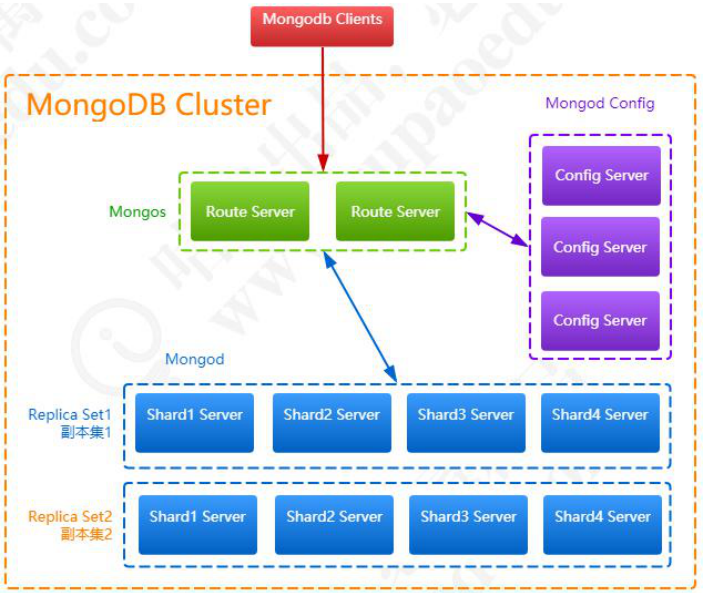 Mongodb Clients
MongoDB Cluster
Mongod Config
Config Server
Mongos
Route Server
Route Server
Config Server
Config Server
Mongod
Replica Set1
副本集1
Shard1 Server
Shard2 Server
Shard3 Server
Shard4 Server
Replica Set2
副本集2
Shard1 Server
Shard2 Server
Shard3 Server
Shard4 Server